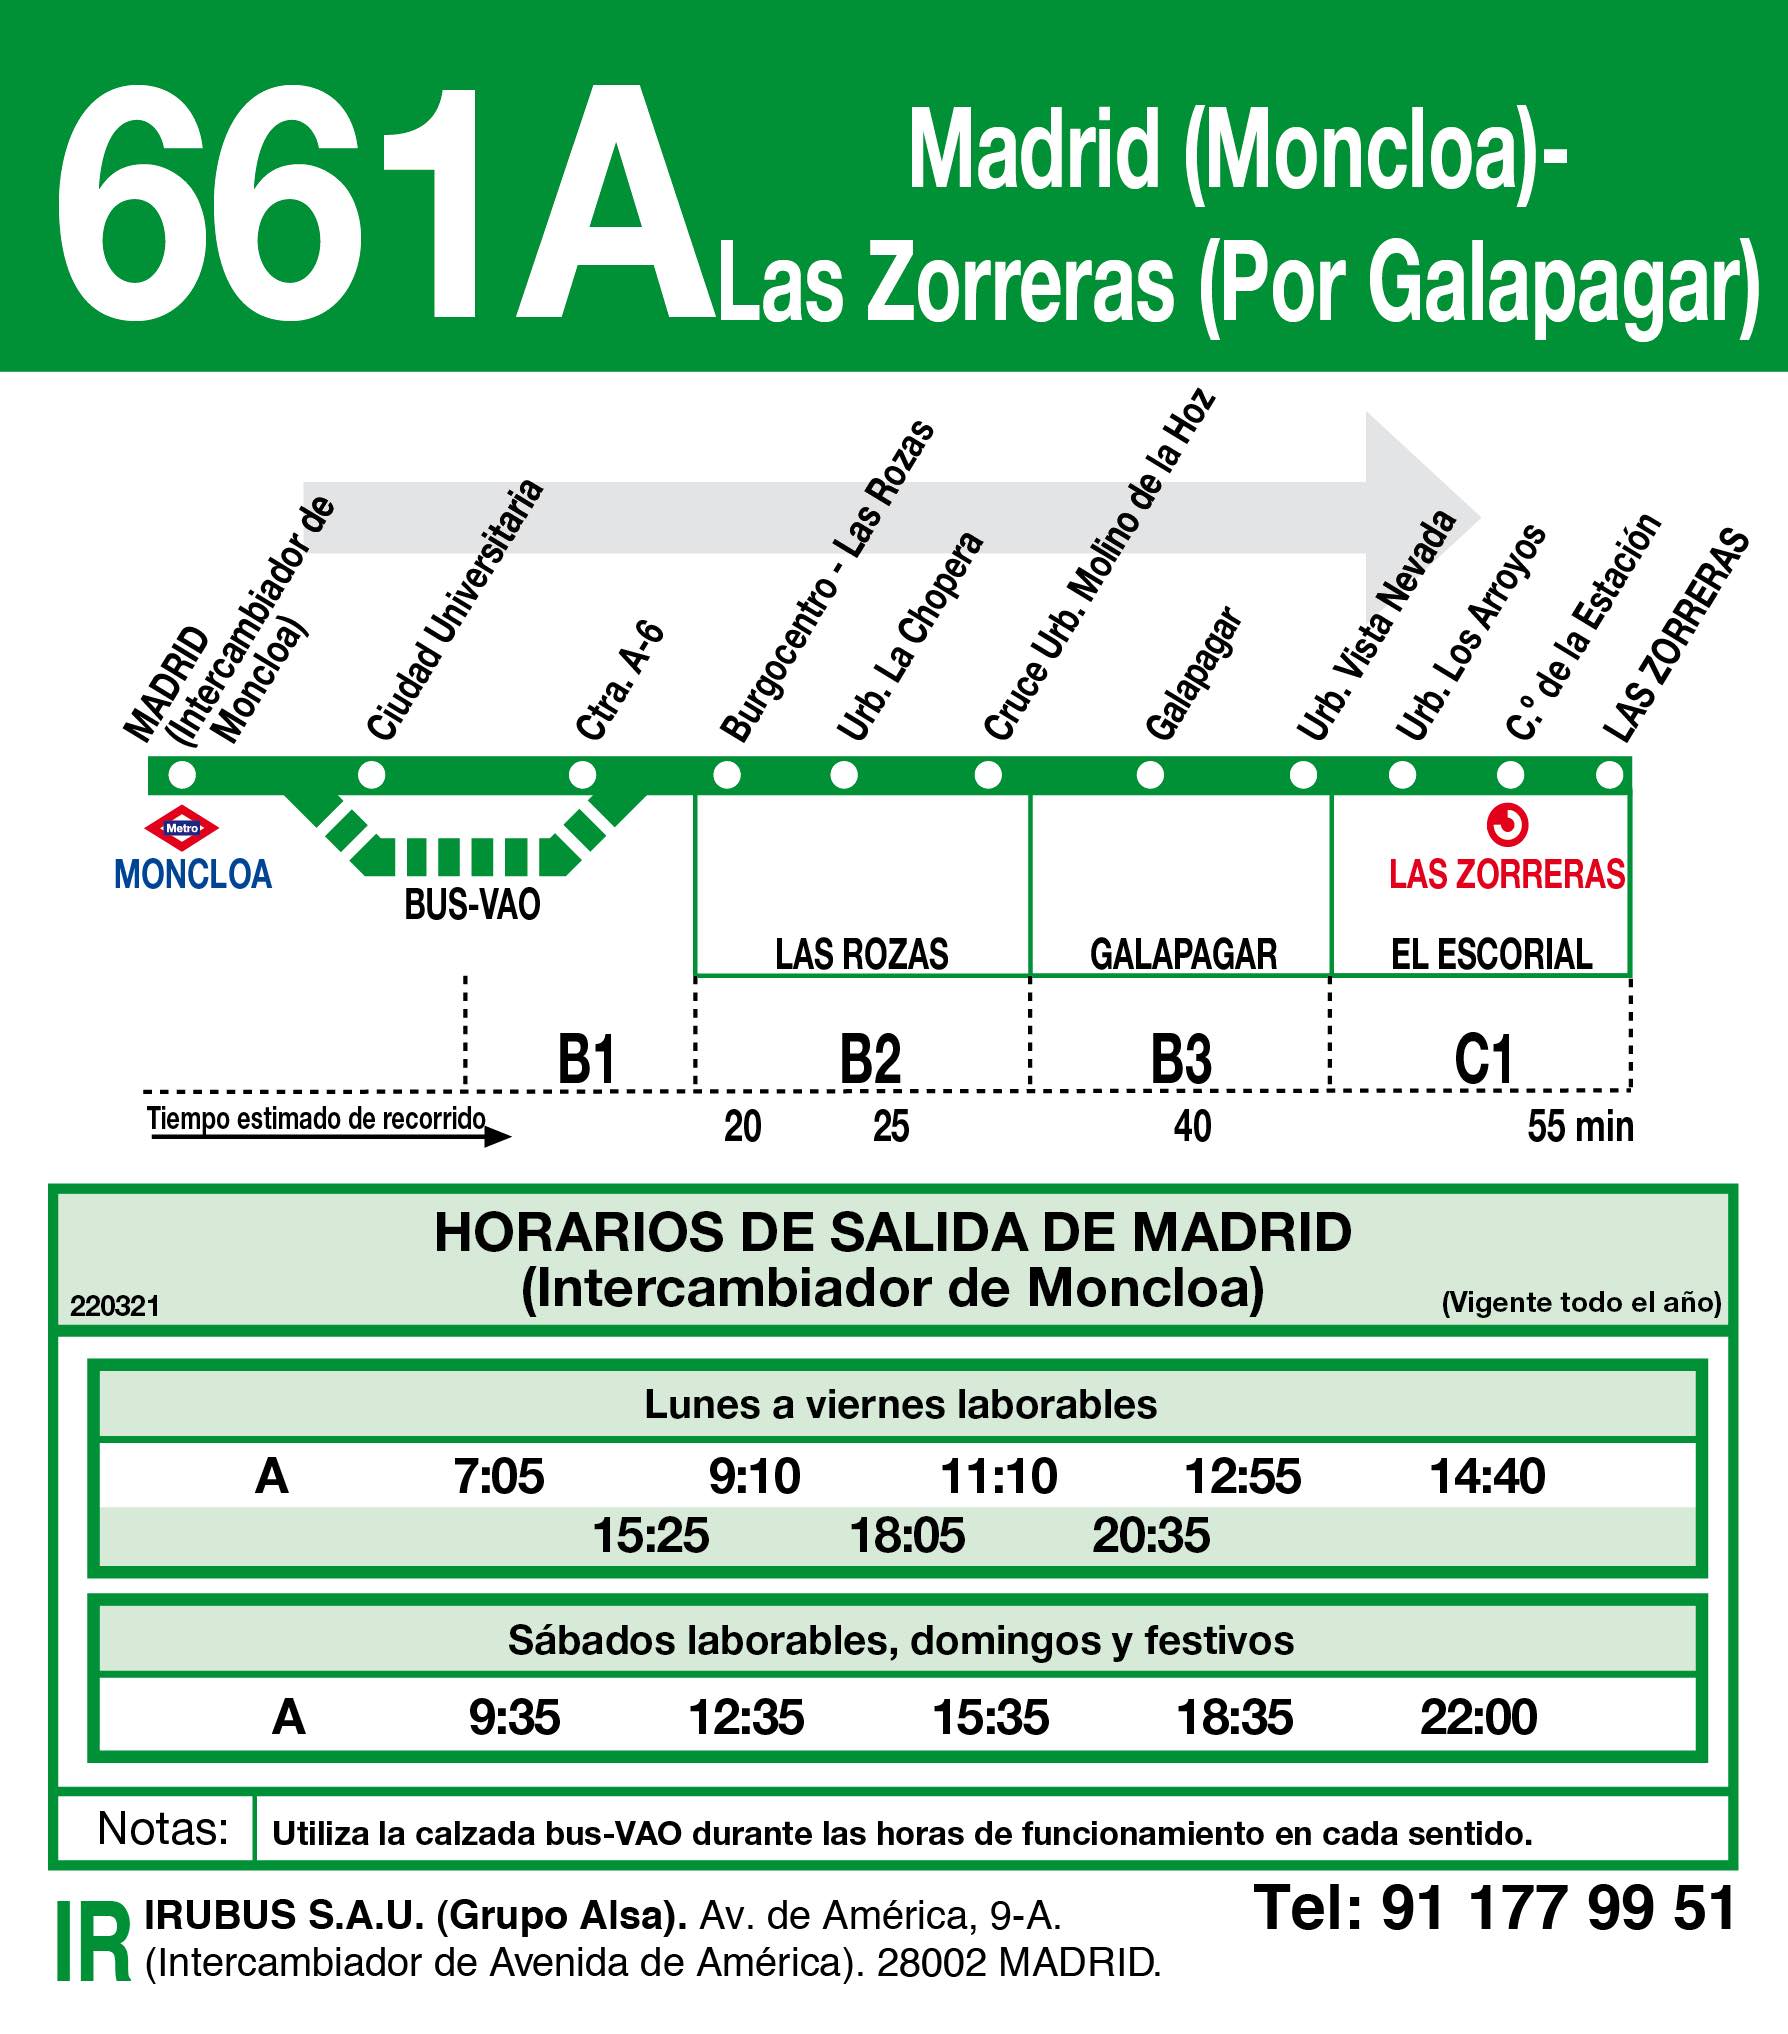 661A
Madrid (Moncloa)-
Las Zorreras (Por Galapagar)
MADRID
(Intercambiador de
Moncloa)
Ciudad Universitaria
Ctra. A-6
Burgocentro - Las Rozas
Urb. La Chopera
Cruce Urb. Molino de la Hoz
Galapagar
Urb. Vista Nevada
Urb. Los Arroyos
C.º de la Estación
LAS ZORRERAS
Metro
MONCLOA
BUS-VAO
LAS ZORRERAS
LAS ROZAS
GALAPAGAR
EL ESCORIAL
B1 B2 B3 C1
Tiempo estimado de recorrido 20 25 40 55 min
HORARIOS DE SALIDA DE MADRID
(Intercambiador de Moncloa)
220321
(Vigente todo el año)
Lunes a viernes laborables
A 7:05 9:10 11:10 12:55 14:40
15:25 18:05 20:35
Sábados laborables, domingos y festivos
A 9:35 12:35 15:35 18:35 22:00
Notas: Utiliza la calzada bus-VAO durante las horas de funcionamiento en cada sentido.
IR
IRUBUS S.A.U. (Grupo Alsa). Av. de América, 9-A.
(Intercambiador de Avenida de América). 28002 MADRID.
Tel: 91 177 99 51